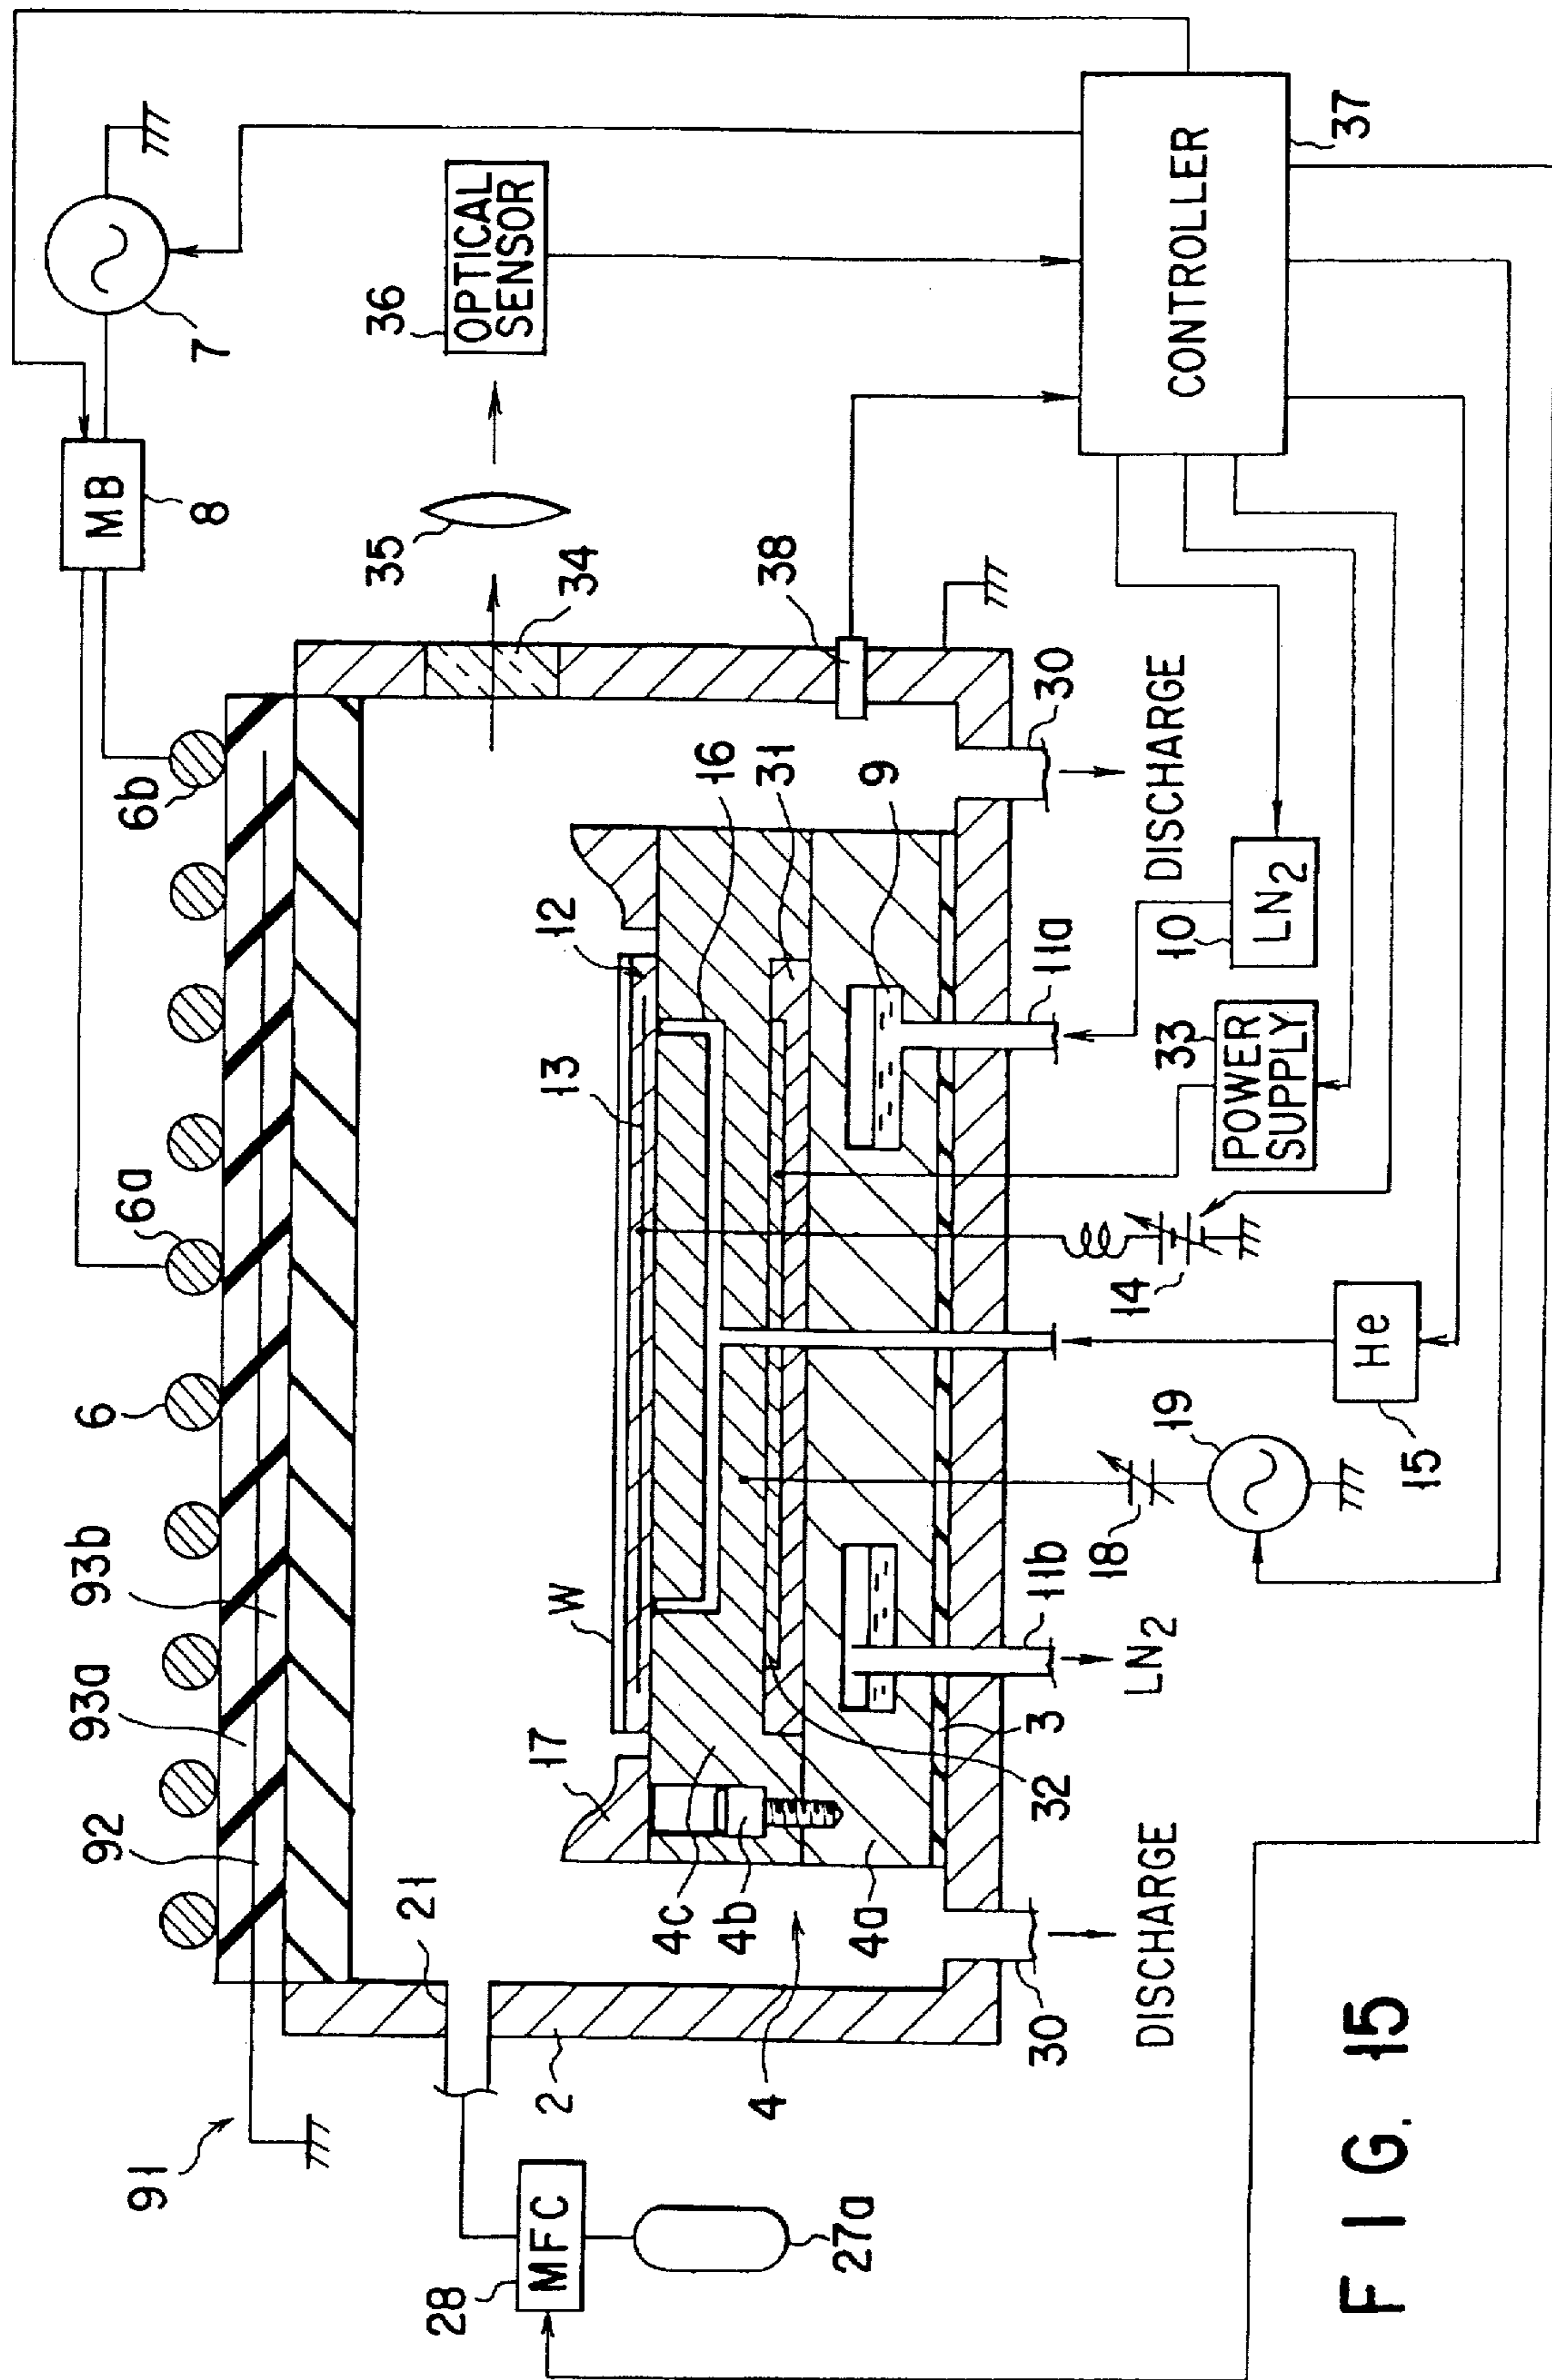 91
92
93a
93b
6
6a
6b
MB
8
7
21
2
28
MFC
27a
4
4c
4b
4a
17
W
13
12
16
31
9
35
34
36
OPTICAL
SENSOR
38
30
DISCHARGE
32
3
11b
LN2
18
19
15
He
14
33
POWER
SUPPLY
11a
10
LN2
30
DISCHARGE
CONTROLLER
37
FIG. 15